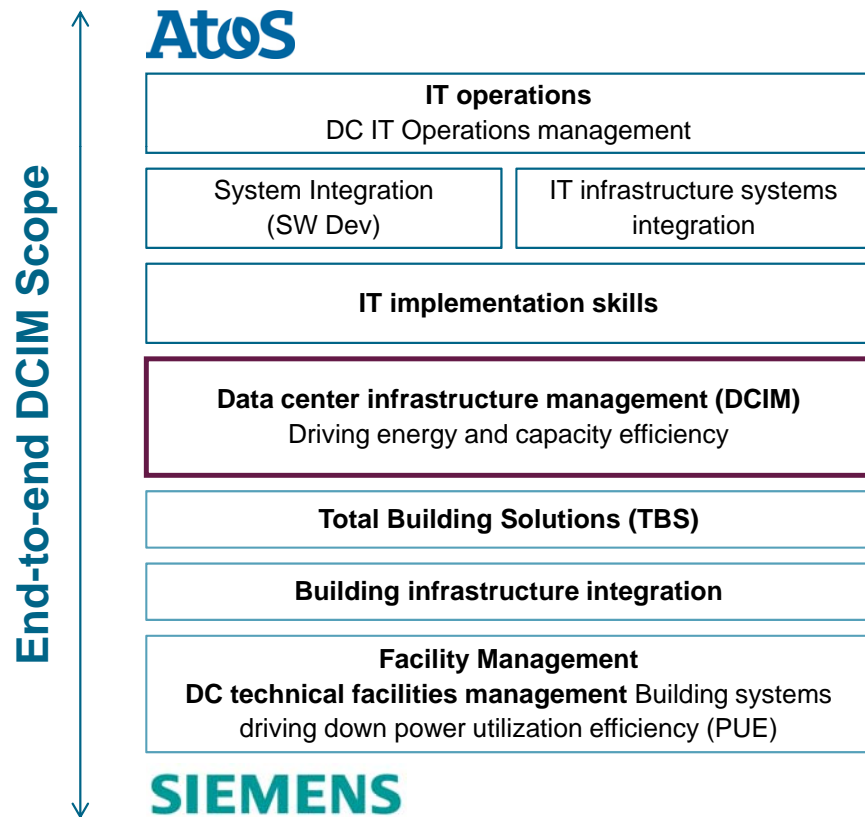 Atos
IT operations
DC IT Operations management
System Integration
(SW Dev)
IT infrastructure systems
integration
IT implementation skills
Data center infrastructure management (DCIM)
Driving energy and capacity efficiency
Total Building Solutions (TBS)
Building infrastructure integration
Facility Management
DC technical facilities management Building systems
driving down power utilization efficiency (PUE)
SIEMENS
End-to-end DCIM Scope